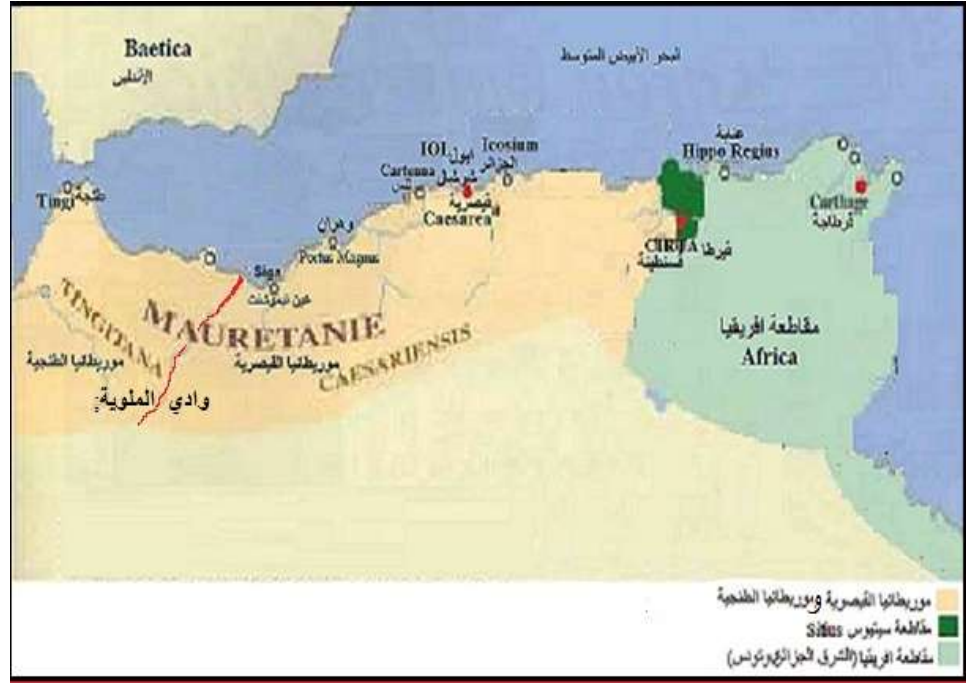 Baetica
الأندلس
البحر الأبيض المتوسط
Tingi طنجة
IOL ايول
Icosium
الجزائر
Cartenna
تنس
شرشال
قيصرية
Caesarea
وهران
Portus Magnus
Siga
عين تيموشنت
عنابة
Hippo Regius
CIRTA قيرطا
قسنطينة
Carthage
قرطاجة
TINGITANA
MAURETANIE
CAESARIENSIS
موريطانيا الطنجية
موريطانيا القيصرية
وادي الملوية:
مقاطعة افريقيا
Africa
موريطانيا القيصرية وموريطانيا الطنجية
مقاطعة سيتيوس Sitius
مقاطعة افريقيا (الشرق الجزائري وتونس)